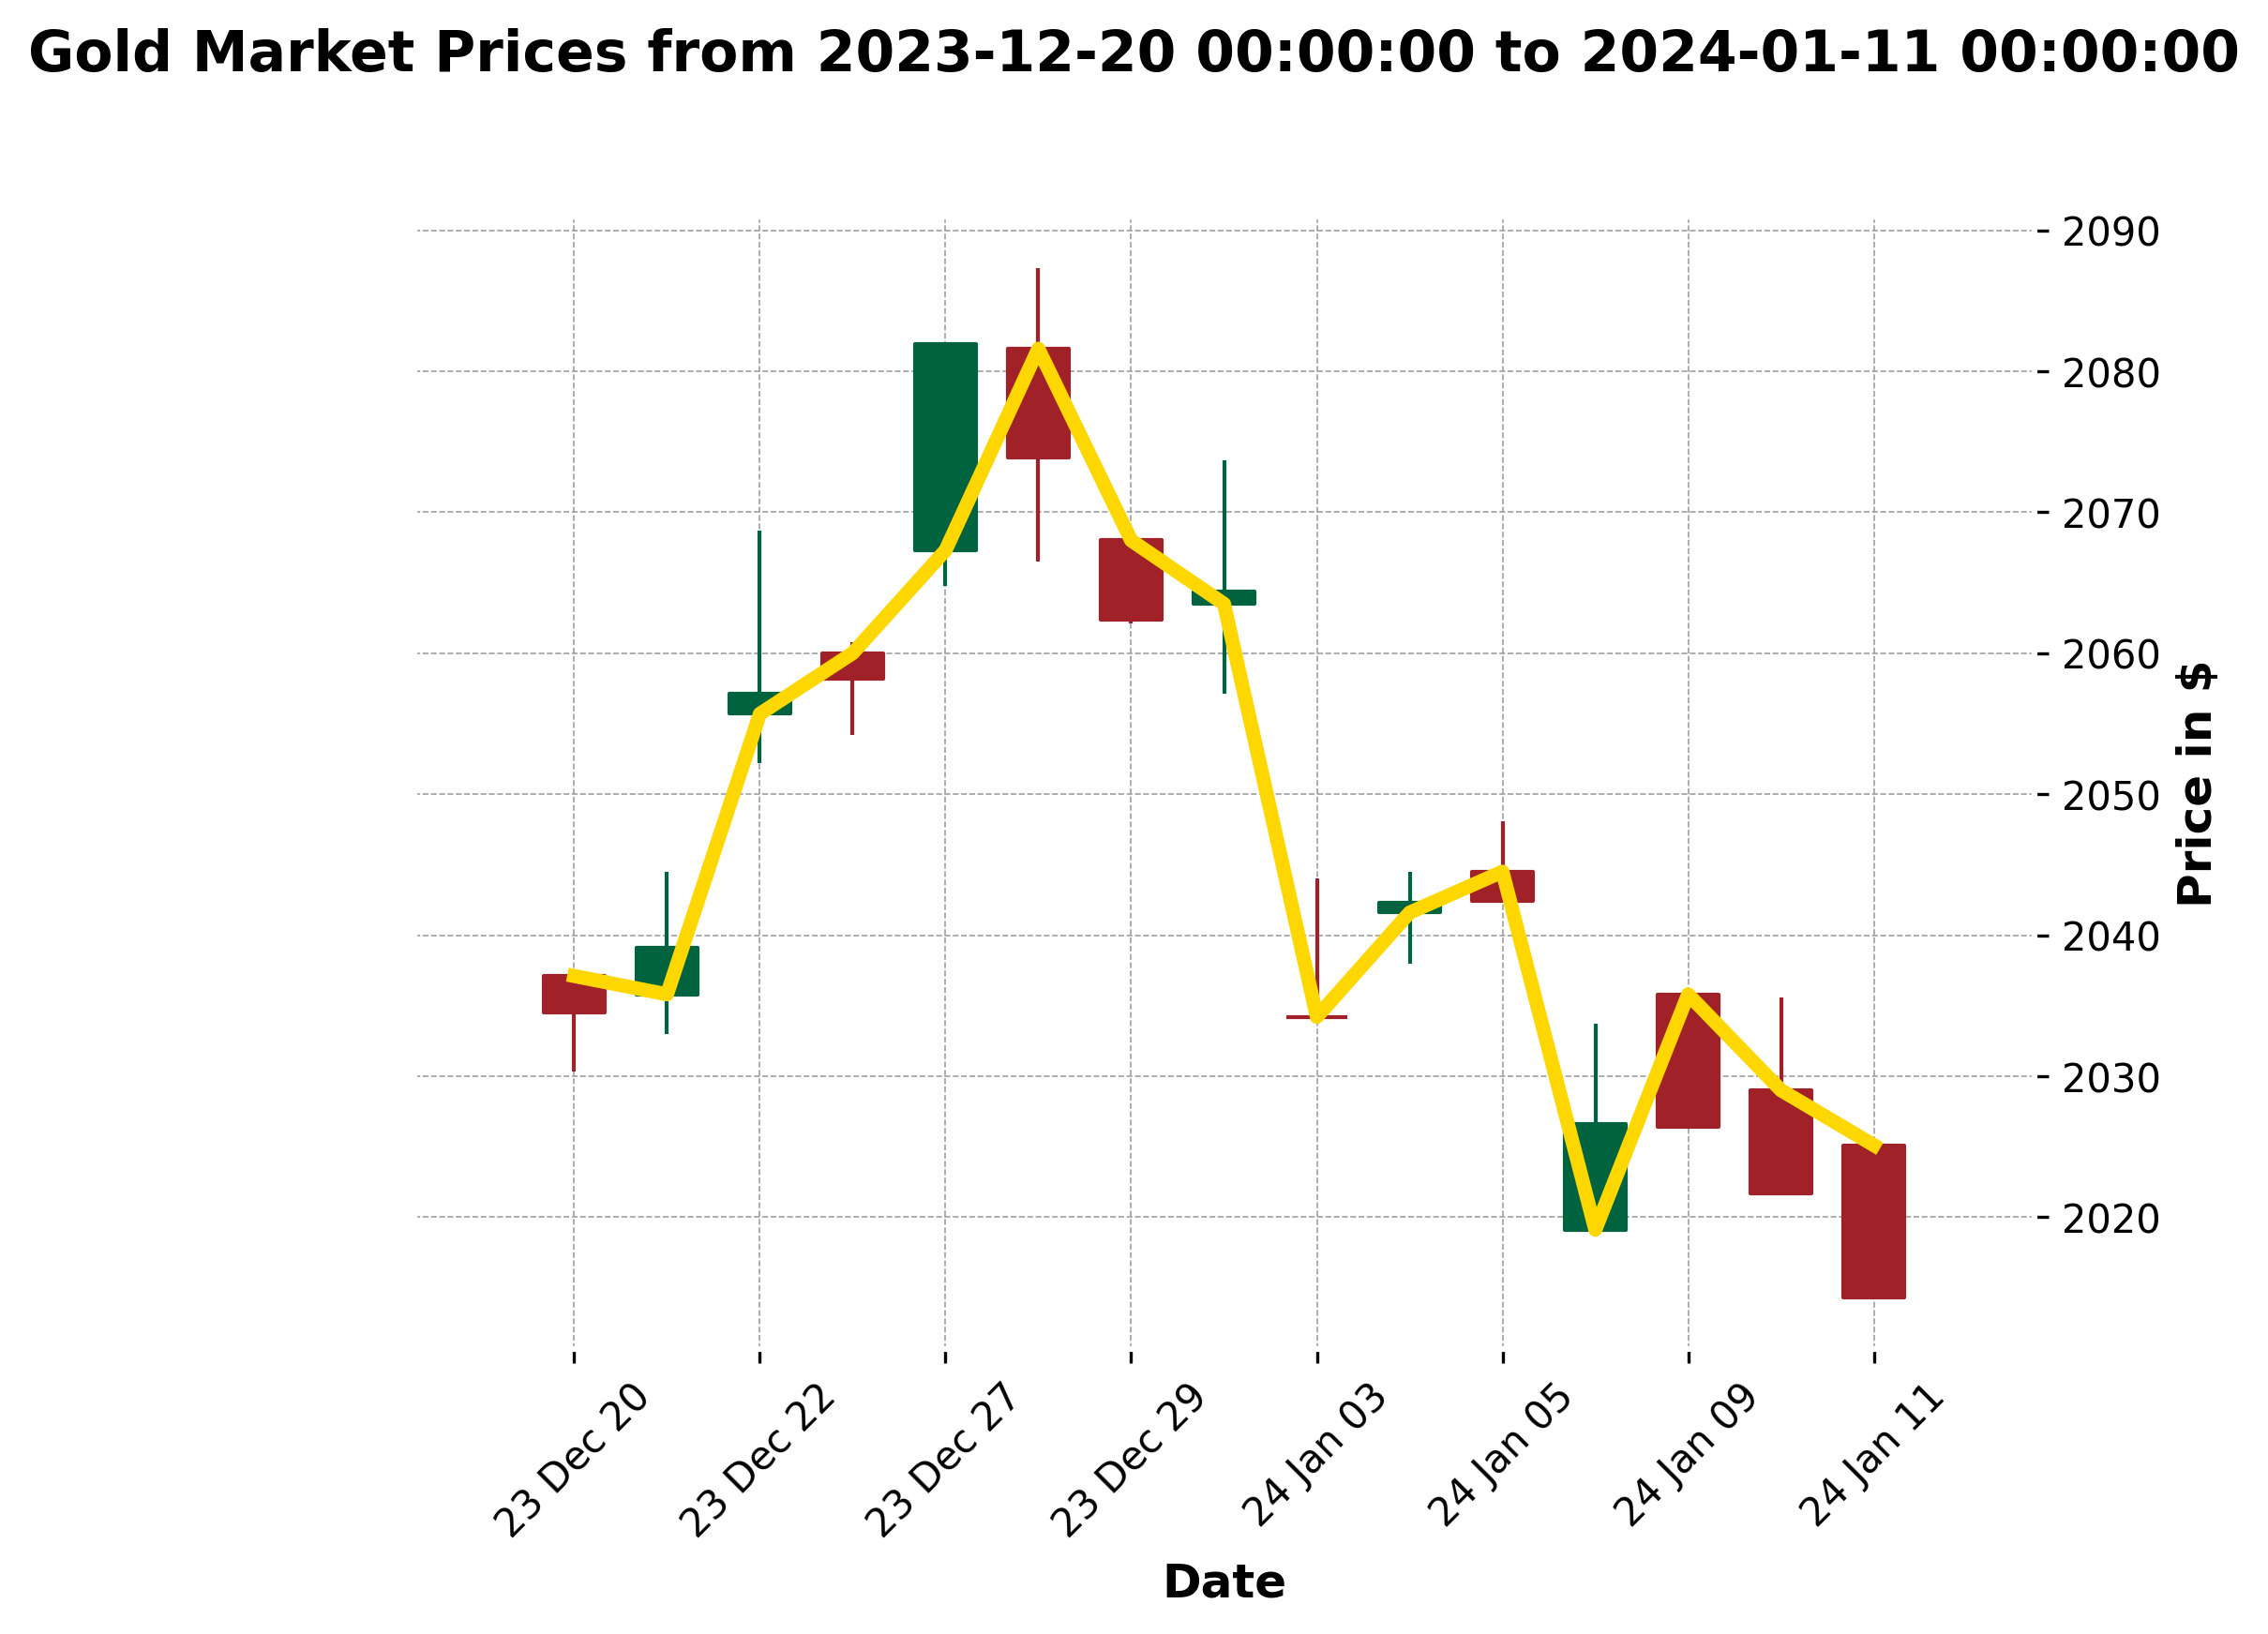 Gold Market Prices from 2023-12-20 00:00:00 to 2024-01-11 00:00:00
2090
2080
2070
2060
2050
2040
2030
2020
Price in $
23 Dec 20
23 Dec 22
23 Dec 27
23 Dec 29
24 Jan 03
24 Jan 05
24 Jan 09
24 Jan 11
Date